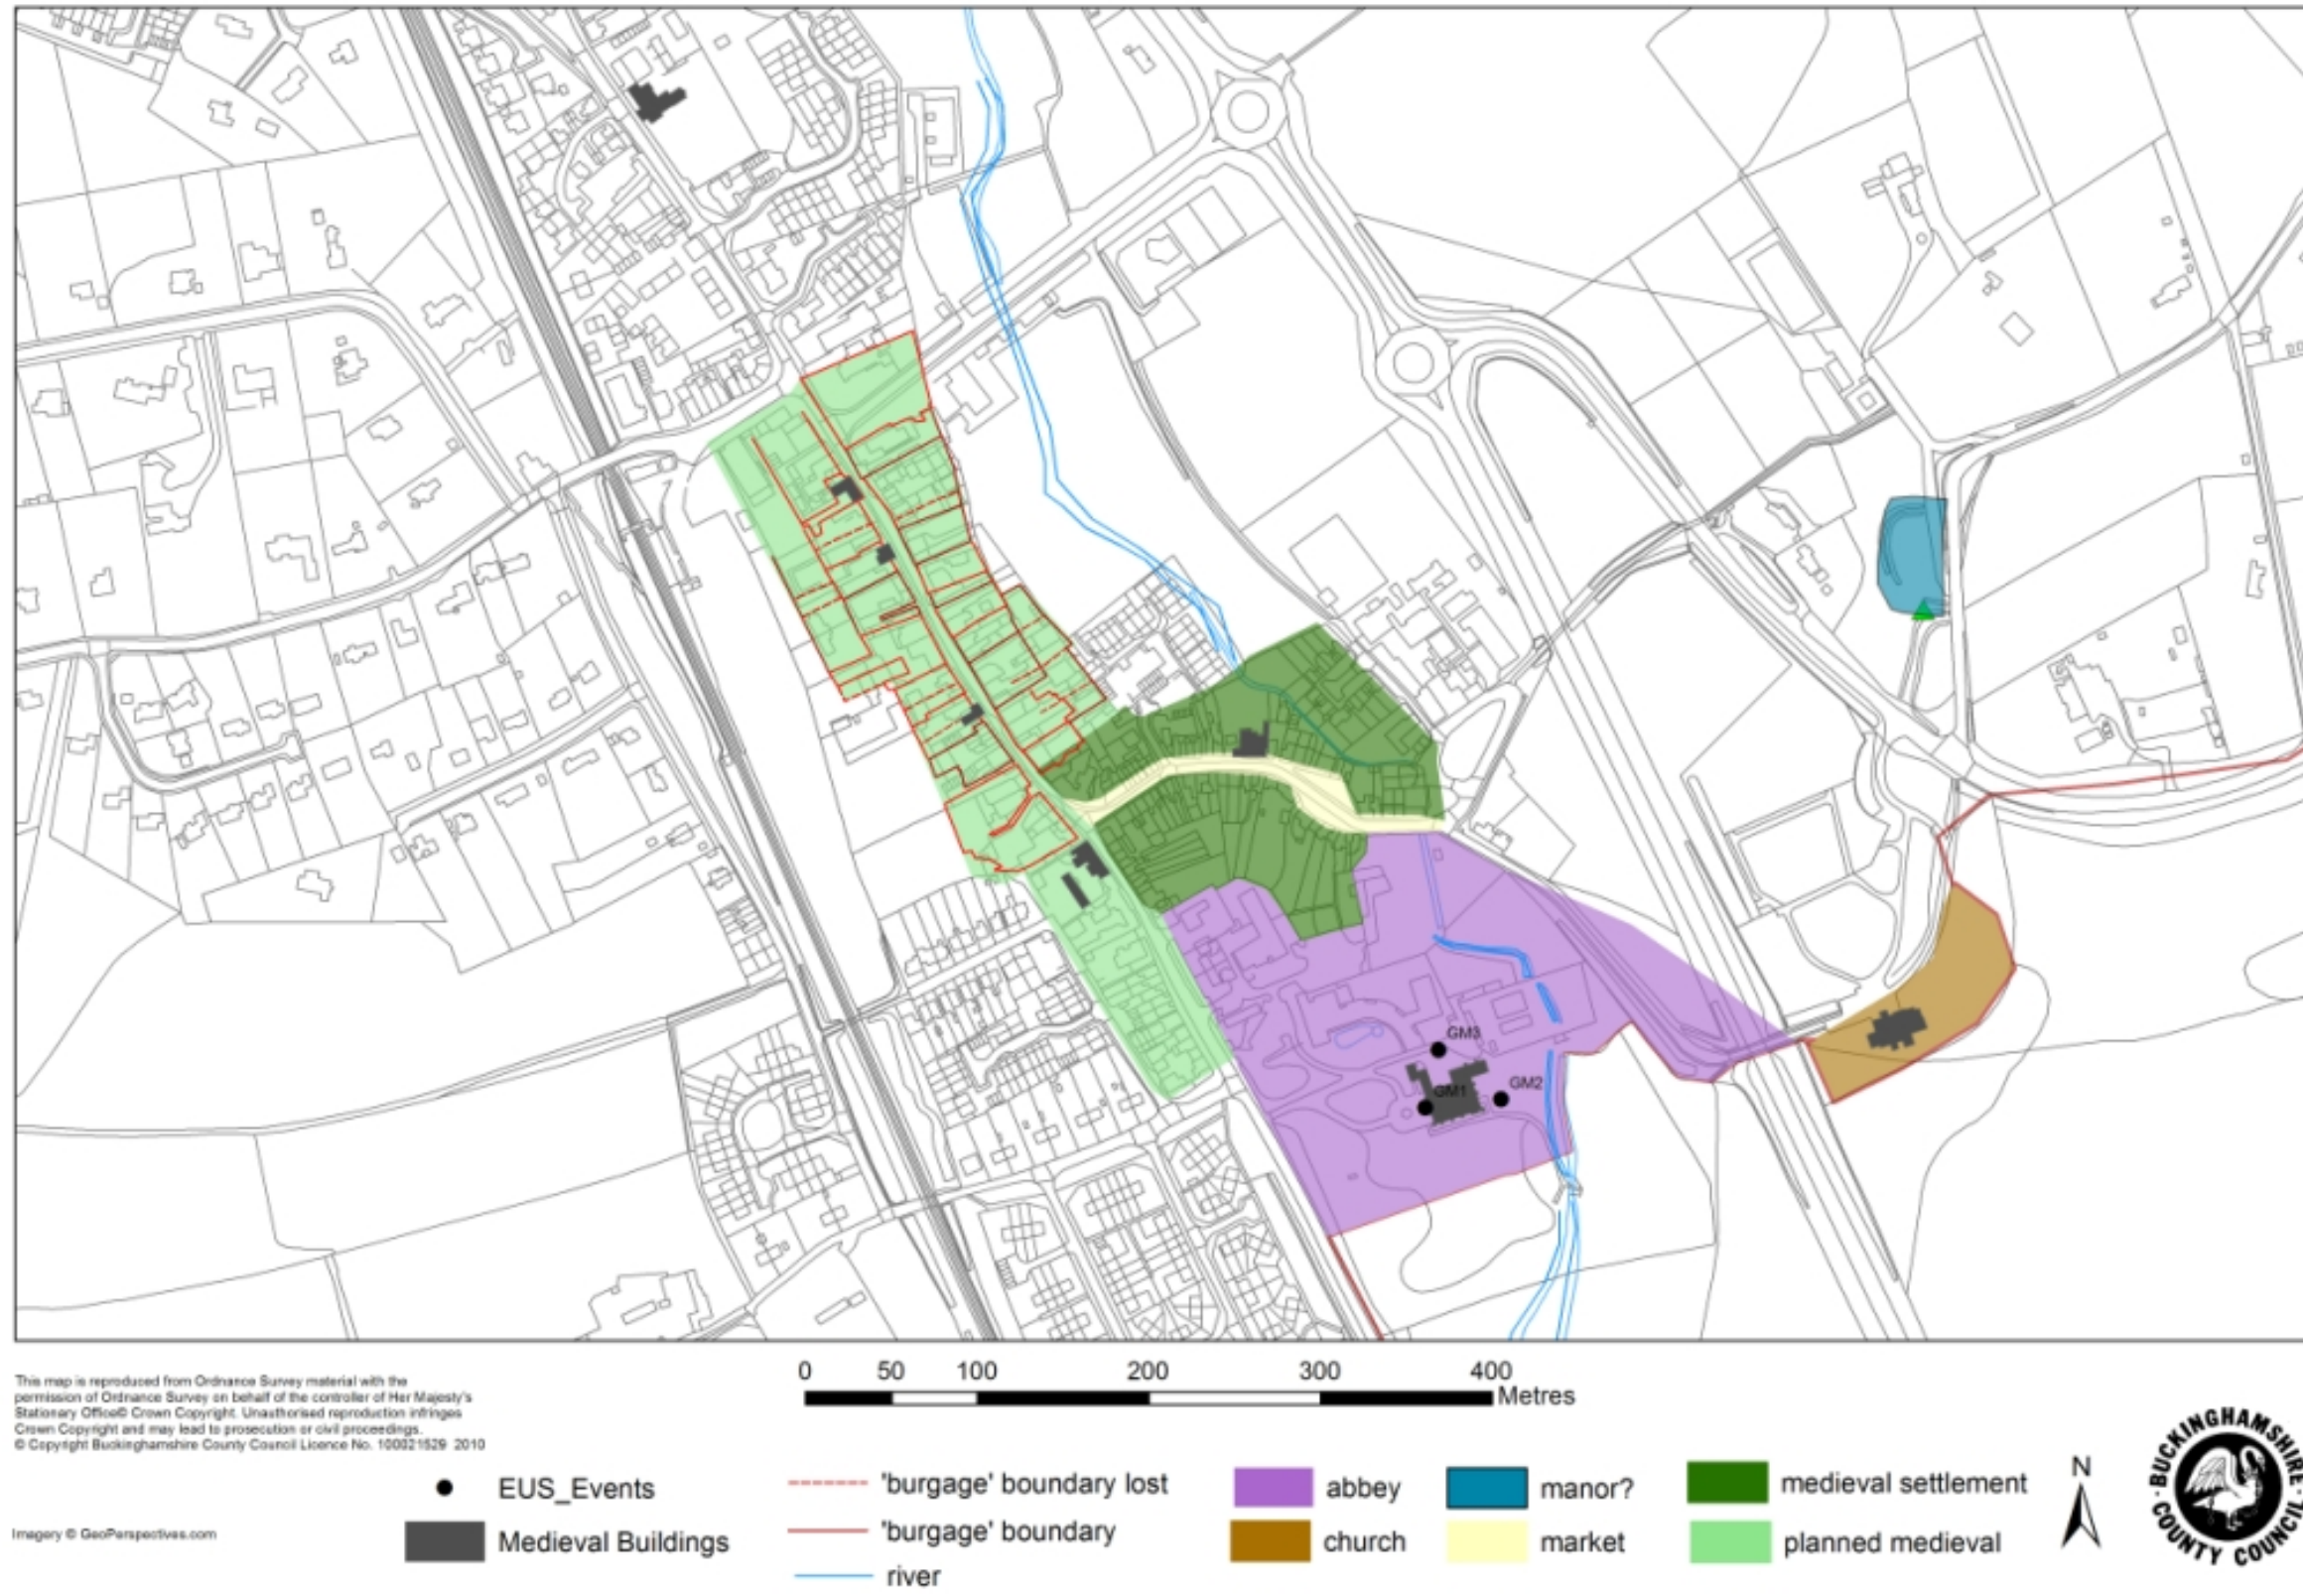 GM3
GM2
GM1
0 50 100 200 300 400
Metres
This map is reproduced from Ordnance Survey material with the
permission of Ordnance Survey on behalf of the controller of Her Majesty's
Stationary Office© Crown Copyright. Unauthorised reproduction infringes
Crown Copyright and may lead to prosecution or civil proceedings.
© Copyright Buckinghamshire County Council Licence No. 100021529 2010
Imagery © GeoPerspectives.com
EUS_Events
Medieval Buildings
'burgage' boundary lost
'burgage' boundary
river
abbey
church
manor?
market
medieval settlement
planned medieval
N
BUCKINGHAMSHIRE
COUNTY COUNCIL